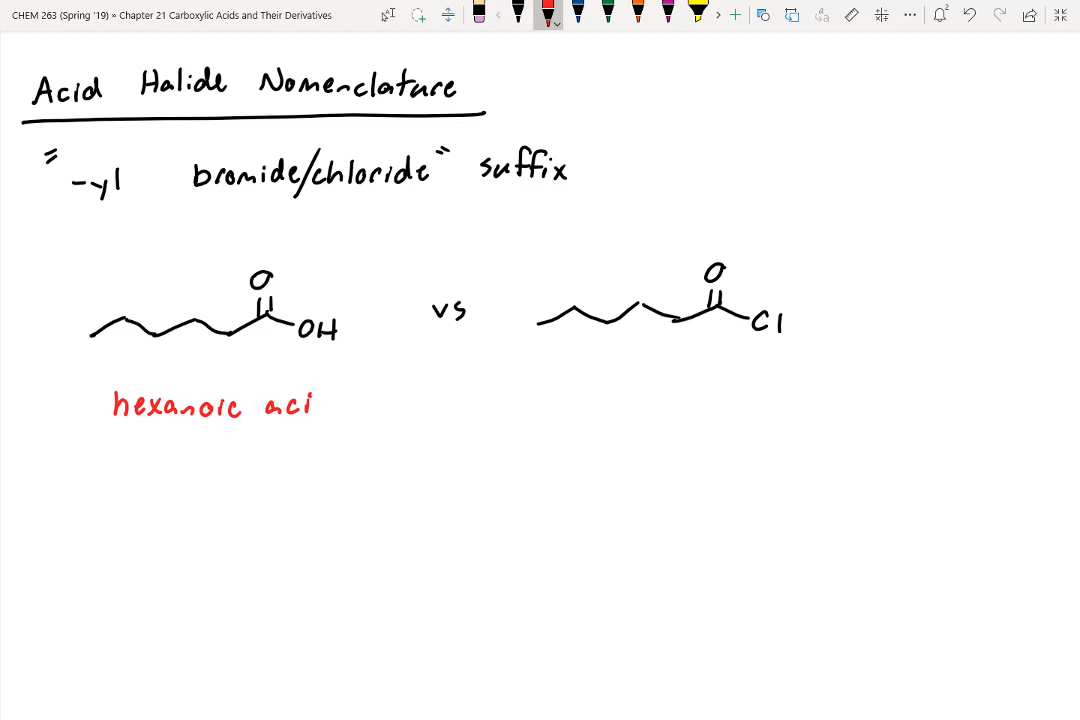 CHEM 263 (Spring '19) » Chapter 21 Carboxylic Acids and Their Derivatives
Acid Halide Nomenclature
"-yl bromide/chloride" suffix
O
OH
vs
O
Cl
hexanoic aci